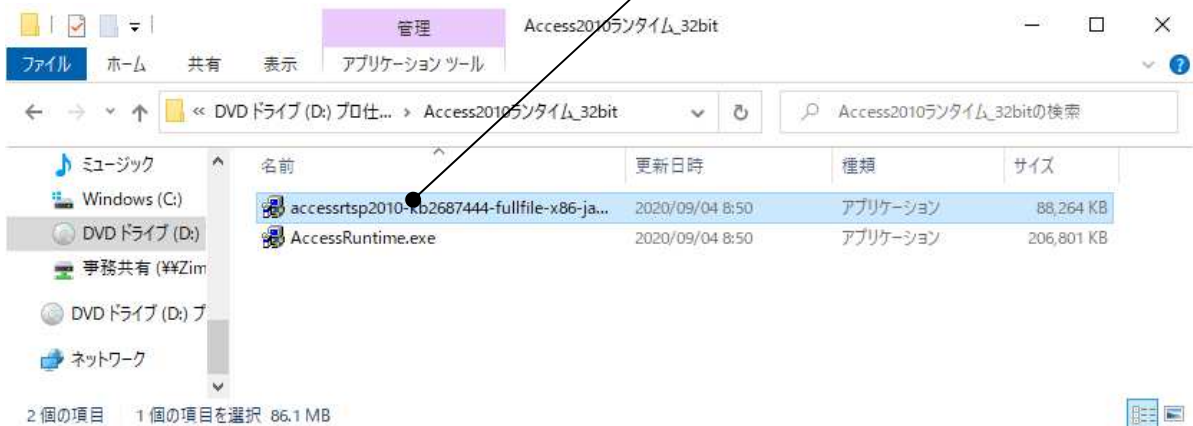 管理
Access2010ランタイム_32bit
ファイル ホーム 共有 表示 アプリケーション ツール
« DVD ドライブ (D:) プロ仕... › Access2010ランタイム_32bit
Access2010ランタイム_32bitの検索
ミュージック
Windows (C:)
DVD ドライブ (D:)
事務共有 (¥¥Zim
DVD ドライブ (D:) プ
ネットワーク
名前 更新日時 種類 サイズ
accessrtsp2010-kb2687444-fullfile-x86-ja... 2020/09/04 8:50 アプリケーション 88,264 KB
AccessRuntime.exe 2020/09/04 8:50 アプリケーション 206,801 KB
2 個の項目 1 個の項目を選択 86.1 MB